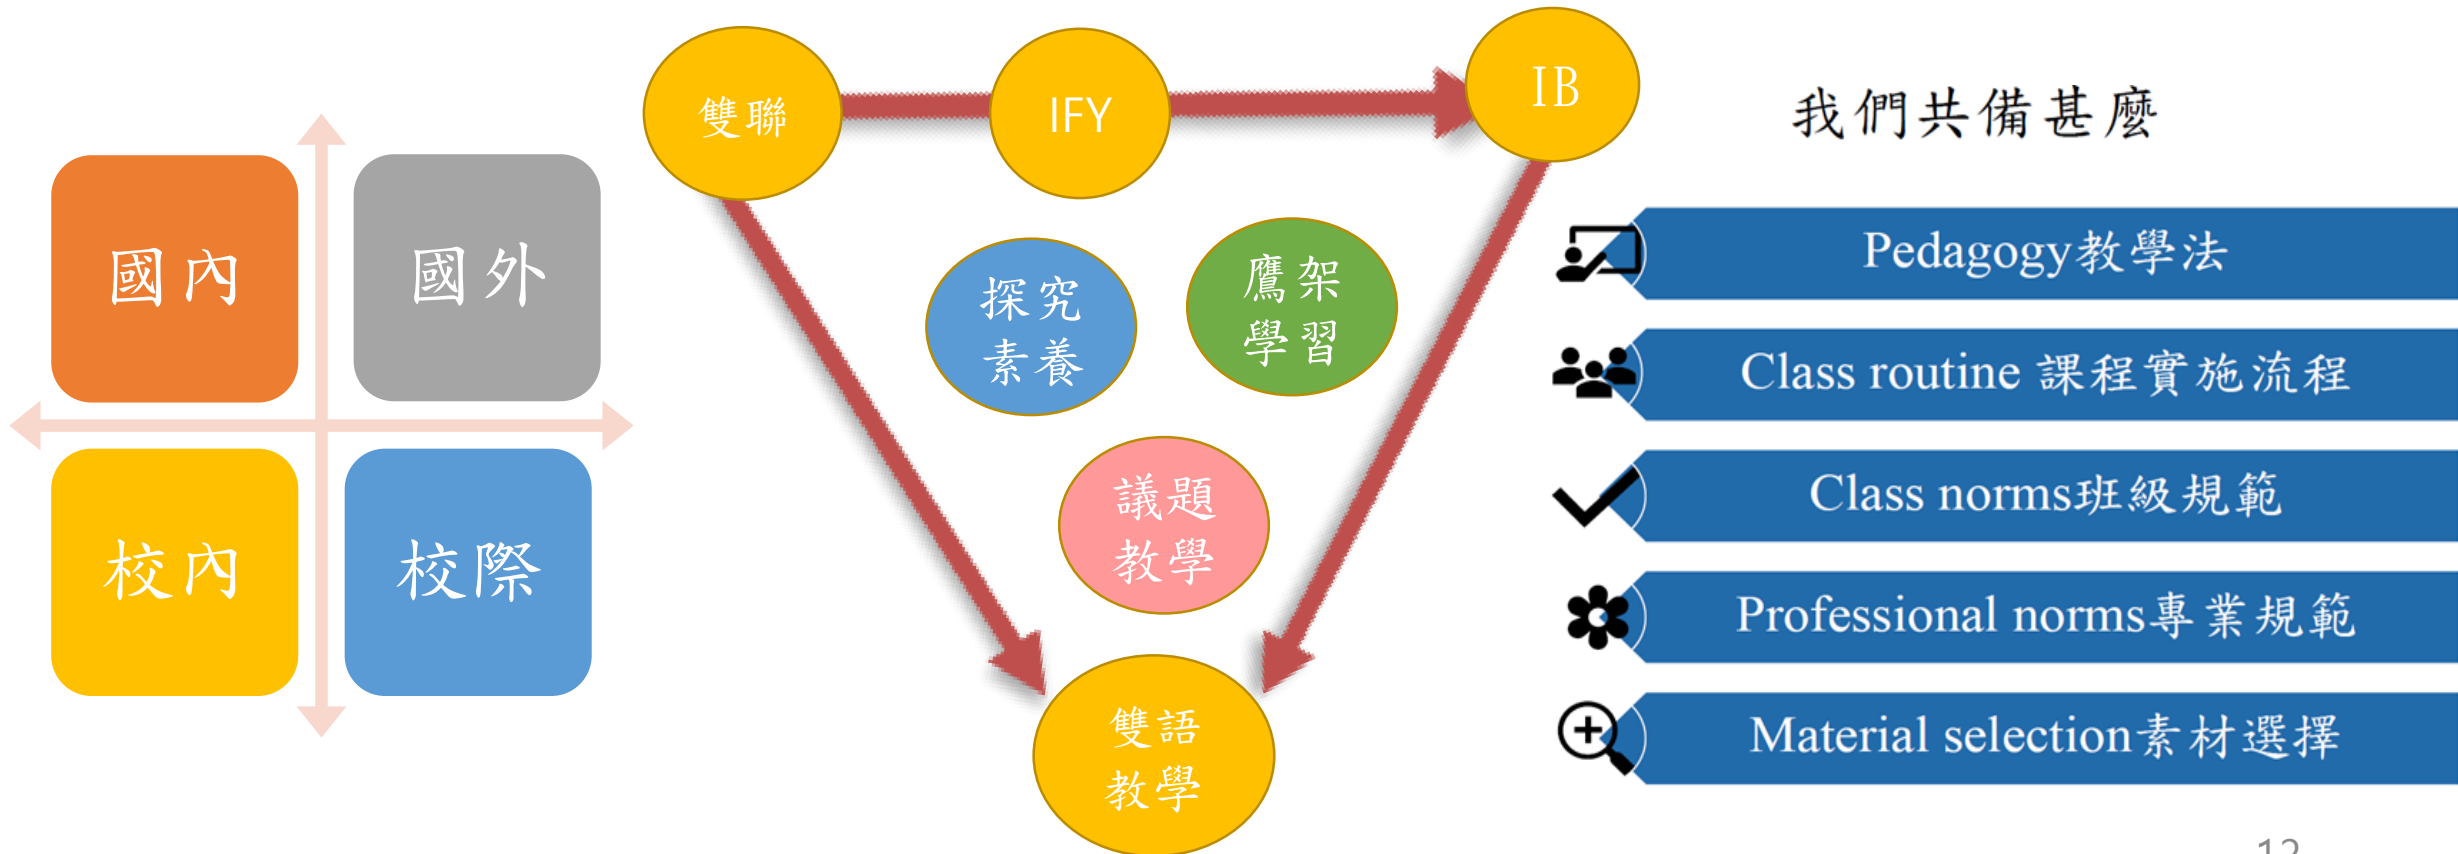 國內
國外
校內
校際
雙聯
IFY
IB
探究
素養
鷹架
學習
議題
教學
雙語
教學
我們共備甚麼
Pedagogy教學法
Class routine 課程實施流程
Class norms班級規範
Professional norms專業規範
Material selection素材選擇